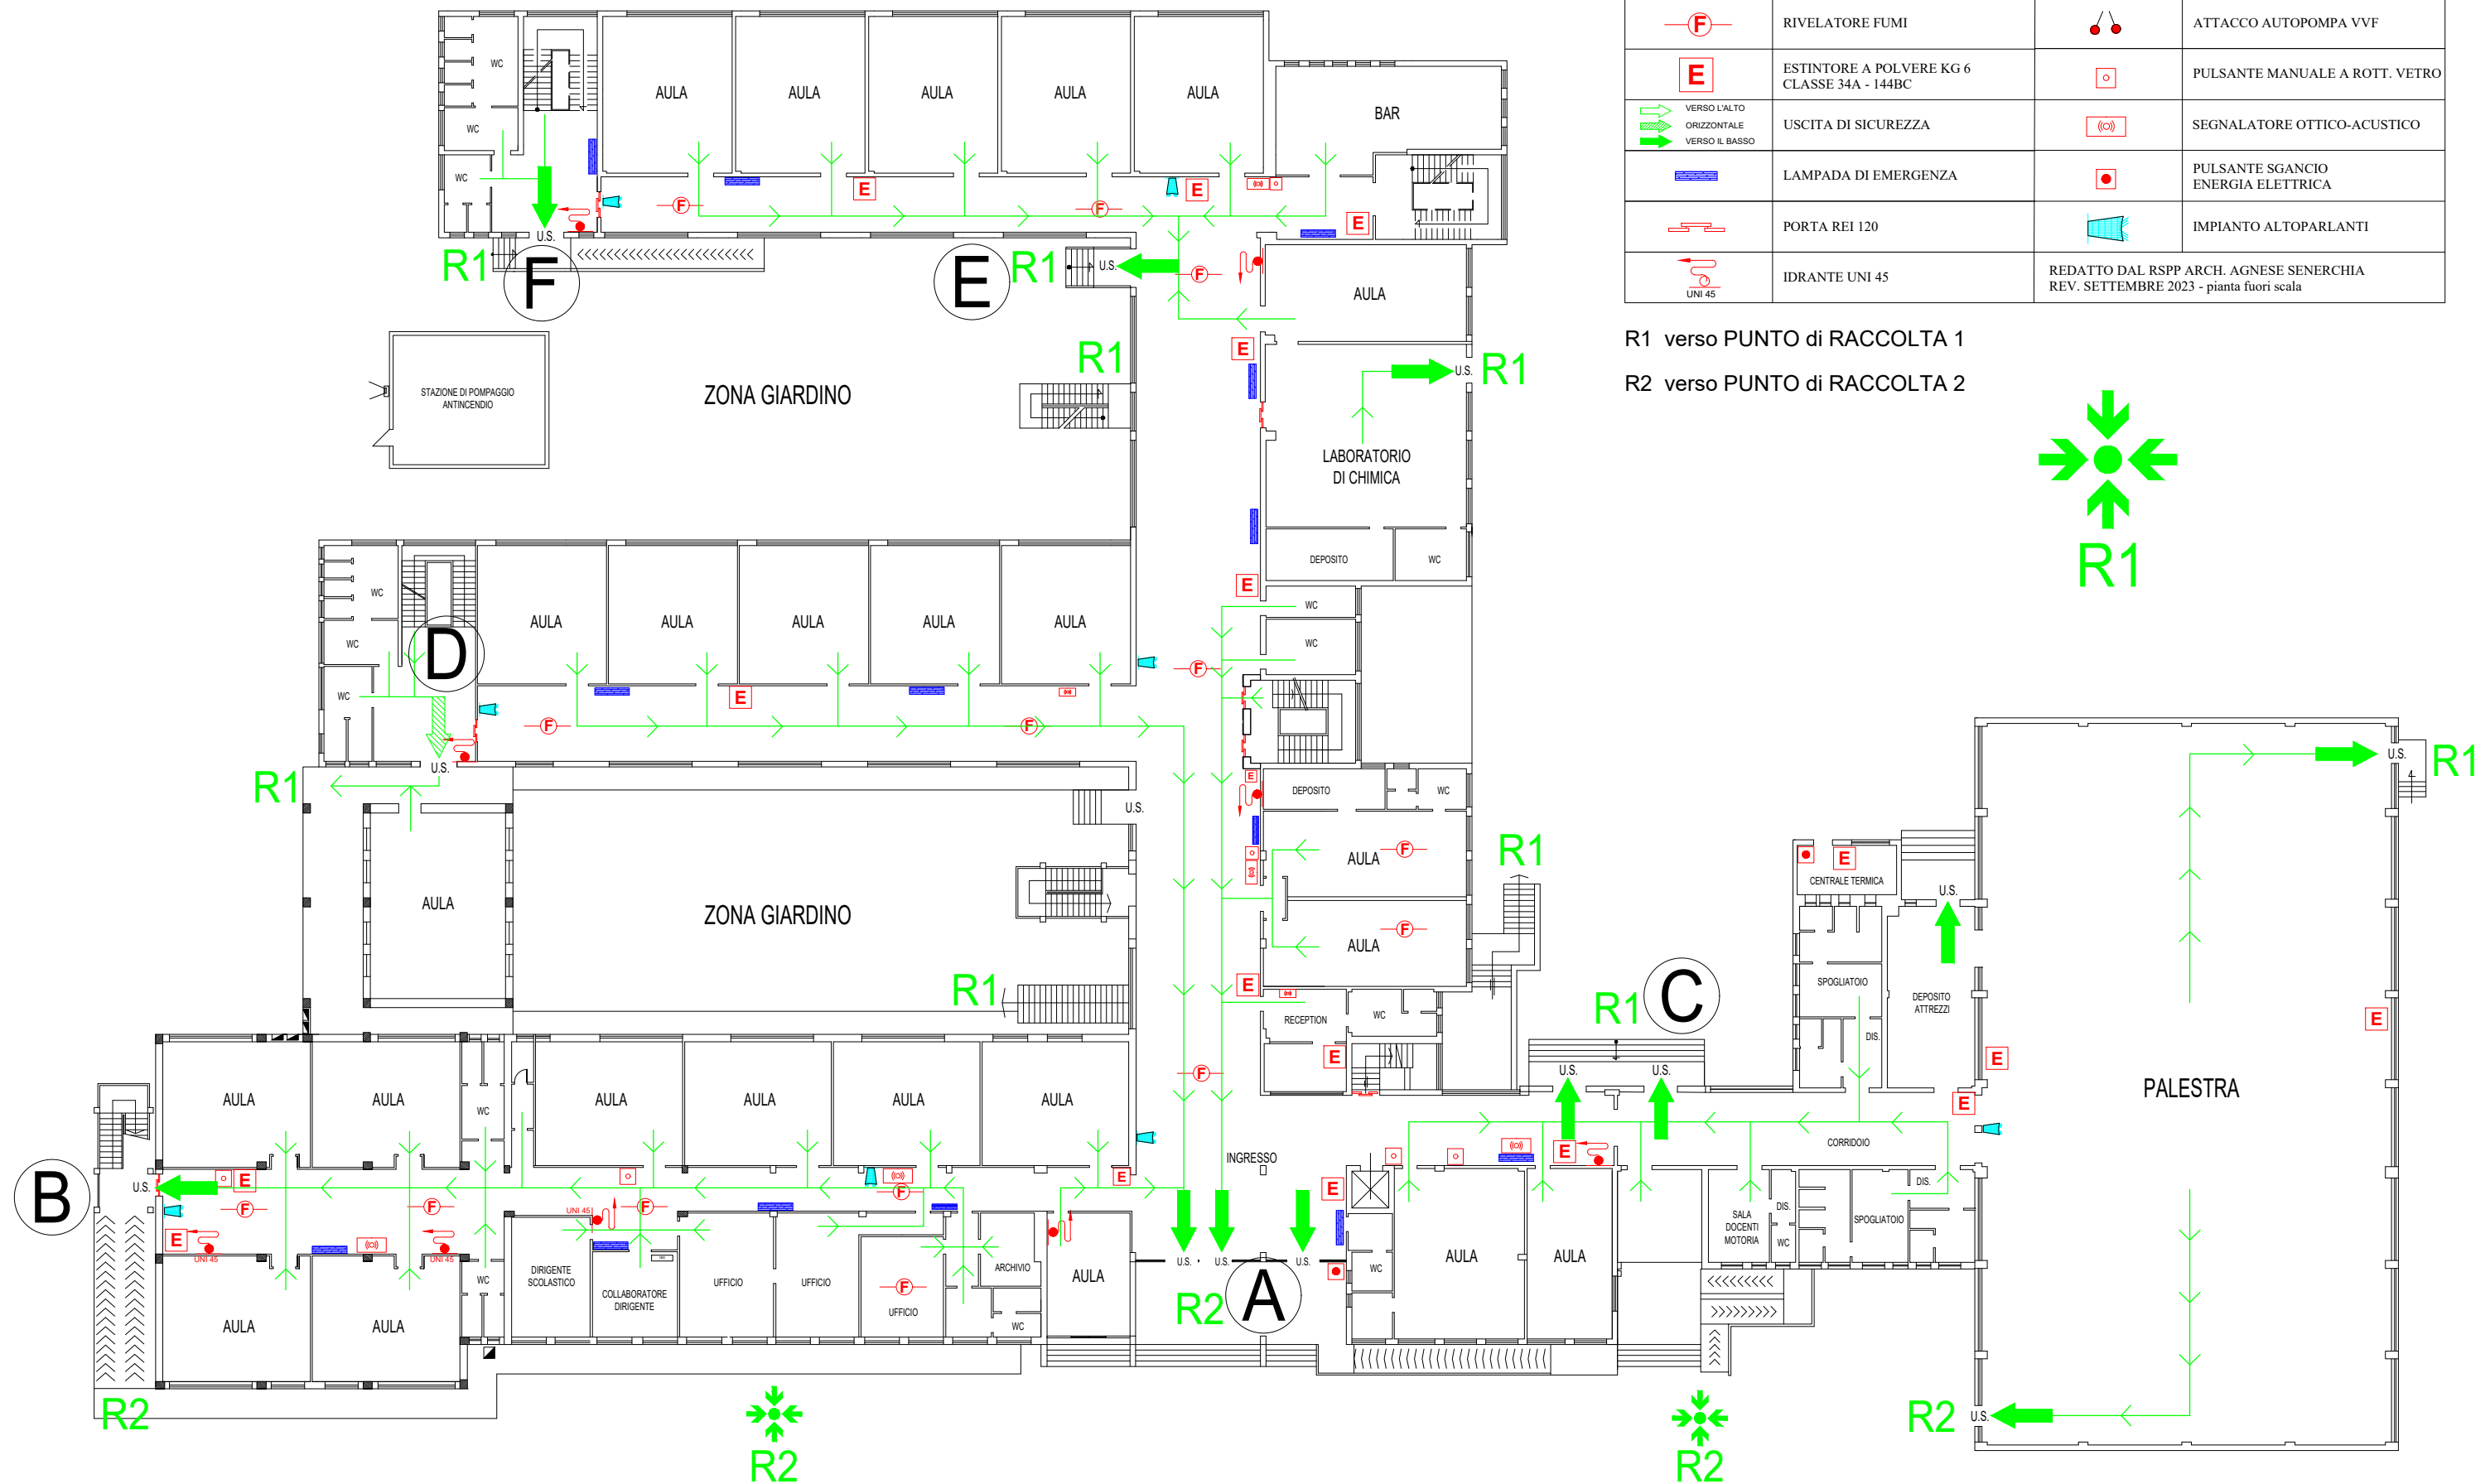 F
RIVELATORE FUMI
ATTACCO AUTOPOMPA VVF
E
ESTINTORE A POLVERE KG 6
CLASSE 34A - 144BC
PULSANTE MANUALE A ROTT. VETRO
VERSO L'ALTO
ORIZZONTALE
VERSO IL BASSO
USCITA DI SICUREZZA
SEGNALATORE OTTICO-ACUSTICO
LAMPADA DI EMERGENZA
PULSANTE SGANCIO
ENERGIA ELETTRICA
PORTA REI 120
IMPIANTO ALTOPARLANTI
UNI 45
IDRANTE UNI 45
REDATTO DAL RSPP ARCH. AGNESE SENERCHIA
REV. SETTEMBRE 2023 - pianta fuori scala
R1 verso PUNTO di RACCOLTA 1
R2 verso PUNTO di RACCOLTA 2
R1
WC
WC
WC
AULA
AULA
AULA
AULA
AULA
BAR
E
E
E
F
F
U.S.
R1
F
E
R1
U.S.
F
AULA
E
R1
U.S.
R1
STAZIONE DI POMPAGGIO
ANTINCENDIO
ZONA GIARDINO
LABORATORIO
DI CHIMICA
DEPOSITO
WC
E
WC
WC
WC
WC
WC
D
AULA
AULA
AULA
AULA
AULA
E
F
F
F
U.S.
R1
E
DEPOSITO
WC
U.S.
AULA
F
AULA
F
AULA
ZONA GIARDINO
R1
R1
E
RECEPTION
WC
E
F
R1
C
U.S.
U.S.
U.S.
R1
E
CENTRALE TERMICA
U.S.
SPOGLIATOIO
DIS.
DEPOSITO
ATTREZZI
E
E
E
PALESTRA
CORRIDOIO
AULA
AULA
WC
AULA
AULA
AULA
AULA
INGRESSO
B
U.S.
E
F
F
F
F
E
E
E
E
UNI 45
UNI 45
UNI 45
WC
DIRIGENTE
SCOLASTICO
COLLABORATORE
DIRIGENTE
UFFICIO
UFFICIO
F
UFFICIO
ARCHIVIO
WC
AULA
AULA
AULA
U.S.
U.S.
U.S.
R2
A
WC
AULA
AULA
SALA
DOCENTI
MOTORIA
DIS.
WC
SPOGLIATOIO
DIS.
R2
R2
R2
R2
U.S.